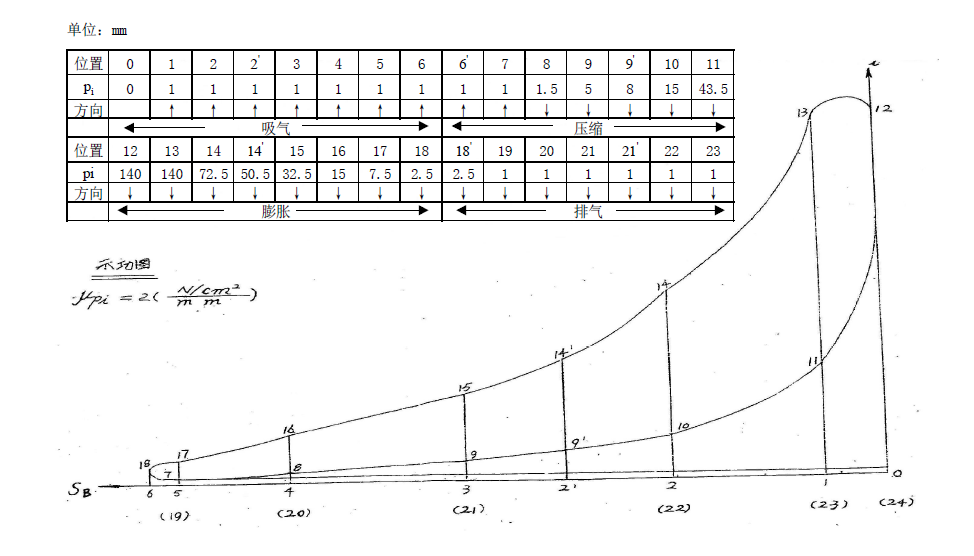 单位：mm
位置 0 1 2 2' 3 4 5 6 6' 7 8 9 9' 10 11
Pi 0 1 1 1 1 1 1 1 1 1 1.5 5 8 15 43.5
方向 ↑ ↑ ↑ ↑ ↑ ↑ ↑ ↑ ↑ ↓ ↓ ↓ ↓ ↓
吸气 压缩
位置 12 13 14 14' 15 16 17 18 18' 19 20 21 21' 22 23
pi 140 140 72.5 50.5 32.5 15 7.5 2.5 2.5 1 1 1 1 1 1
方向 ↓ ↓ ↓ ↓ ↓ ↓ ↓ ↓ ↓ ↓ ↓ ↓ ↓ ↓ ↓
膨胀 排气
示功图
μpi = 2( N/cm² / mm )
13 12
14
14'
11
15
16 10
9'
17 9
18 7 8
SB 6 5 4 3 2' 2 1 0
(19) (20) (21) (22) (23) (24)